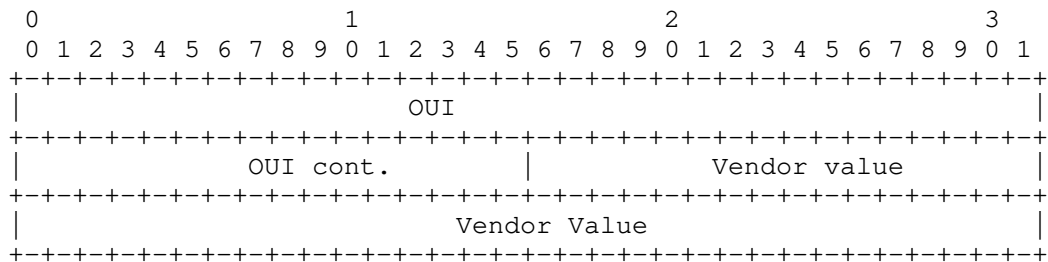 0                   1                   2                   3
 0 1 2 3 4 5 6 7 8 9 0 1 2 3 4 5 6 7 8 9 0 1 2 3 4 5 6 7 8 9 0 1
+-+-+-+-+-+-+-+-+-+-+-+-+-+-+-+-+-+-+-+-+-+-+-+-+-+-+-+-+-+-+-+-+
|                        OUI                                    |
+-+-+-+-+-+-+-+-+-+-+-+-+-+-+-+-+-+-+-+-+-+-+-+-+-+-+-+-+-+-+-+-+
|              OUI cont.        |           Vendor value        |
+-+-+-+-+-+-+-+-+-+-+-+-+-+-+-+-+-+-+-+-+-+-+-+-+-+-+-+-+-+-+-+-+
|                           Vendor Value                        |
+-+-+-+-+-+-+-+-+-+-+-+-+-+-+-+-+-+-+-+-+-+-+-+-+-+-+-+-+-+-+-+-+